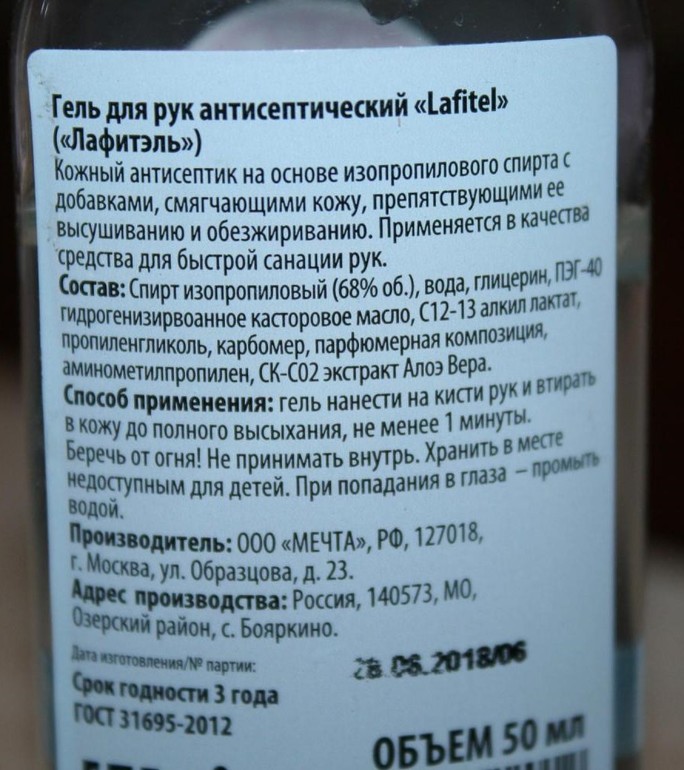 Гель для рук антисептический «Lafitel»
(«Лафитэль»)
Кожный антисептик на основе изопропилового спирта с
добавками, смягчающими кожу, препятствующими ее
высушиванию и обезжириванию. Применяется в качества
средства для быстрой санации рук.
Состав: Спирт изопропиловый (68% об.), вода, глицерин, ПЭГ-40
гидрогенизирвоанное касторовое масло, С12-13 алкил лактат,
пропиленгликоль, карбомер, парфюмерная композиция,
аминометилпропилен, СК-СО2 экстракт Алоэ Вера.
Способ применения: гель нанести на кисти рук и втирать
в кожу до полного высыхания, не менее 1 минуты.
Беречь от огня! Не принимать внутрь. Хранить в месте
недоступным для детей. При попадания в глаза – промыть
водой.
Производитель: ООО «МЕЧТА», РФ, 127018,
г. Москва, ул. Образцова, д. 23.
Адрес производства: Россия, 140573, МО,
Озерский район, с. Бояркино.
Дата изготовления/№ партии:
28 06.2018/06
Срок годности 3 года
ГОСТ 31695-2012
ОБЪЕМ 50 мл